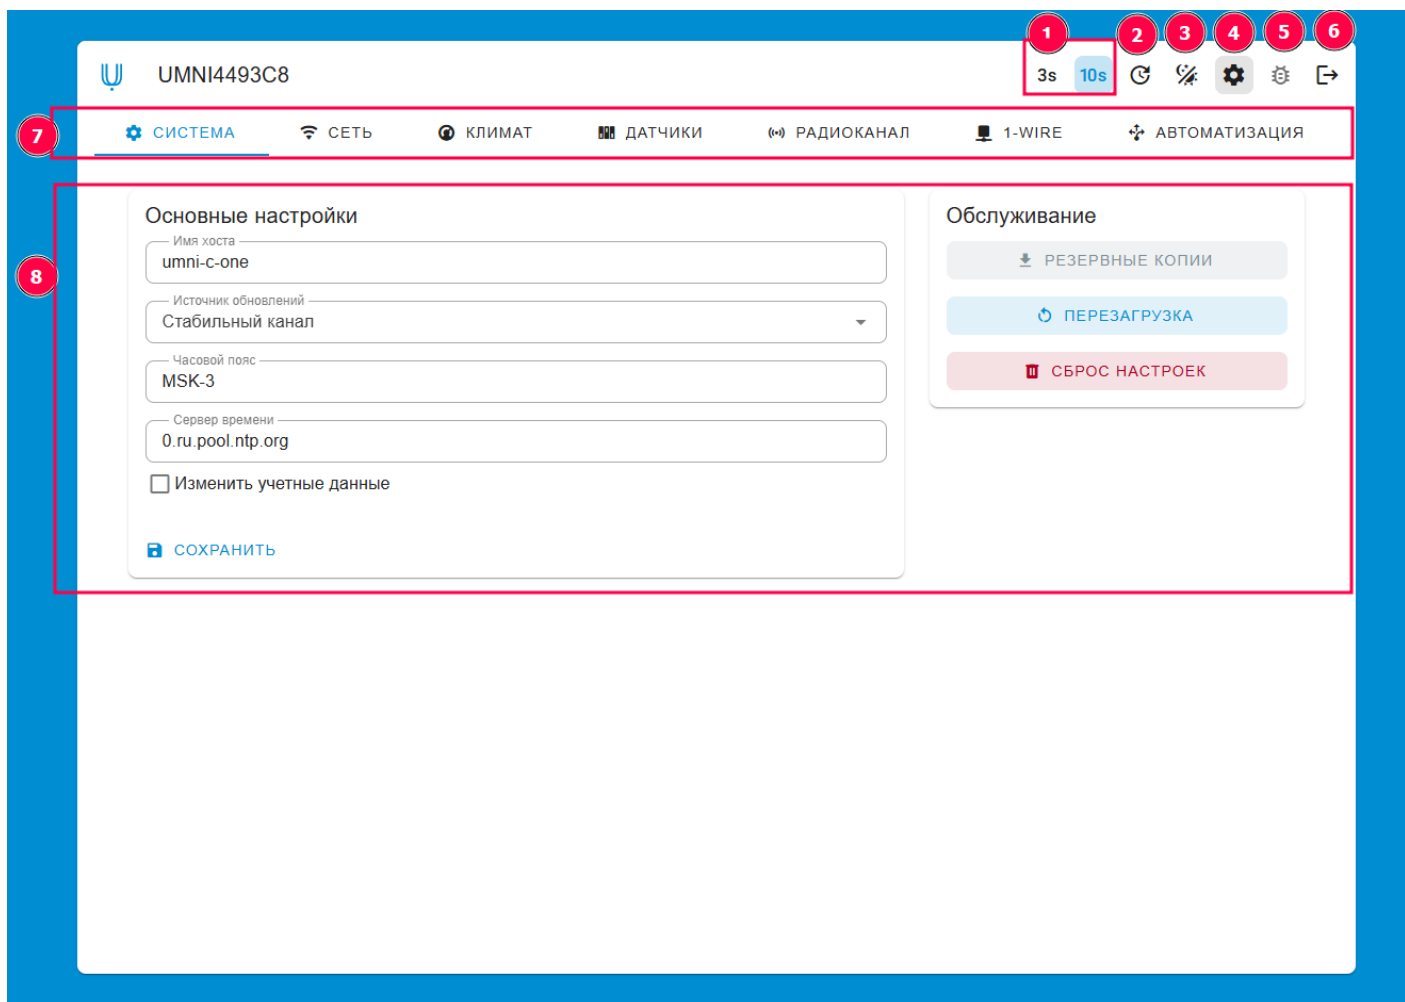 1 2 3 4 5 6
UMNI4493C8 3s 10s
7 СИСТЕМА СЕТЬ КЛИМАТ ДАТЧИКИ РАДИОКАНАЛ 1-WIRE АВТОМАТИЗАЦИЯ
8
Основные настройки
Имя хоста
umni-c-one
Источник обновлений
Стабильный канал
Часовой пояс
MSK-3
Сервер времени
0.ru.pool.ntp.org
Изменить учетные данные
СОХРАНИТЬ
Обслуживание
РЕЗЕРВНЫЕ КОПИИ
ПЕРЕЗАГРУЗКА
СБРОС НАСТРОЕК